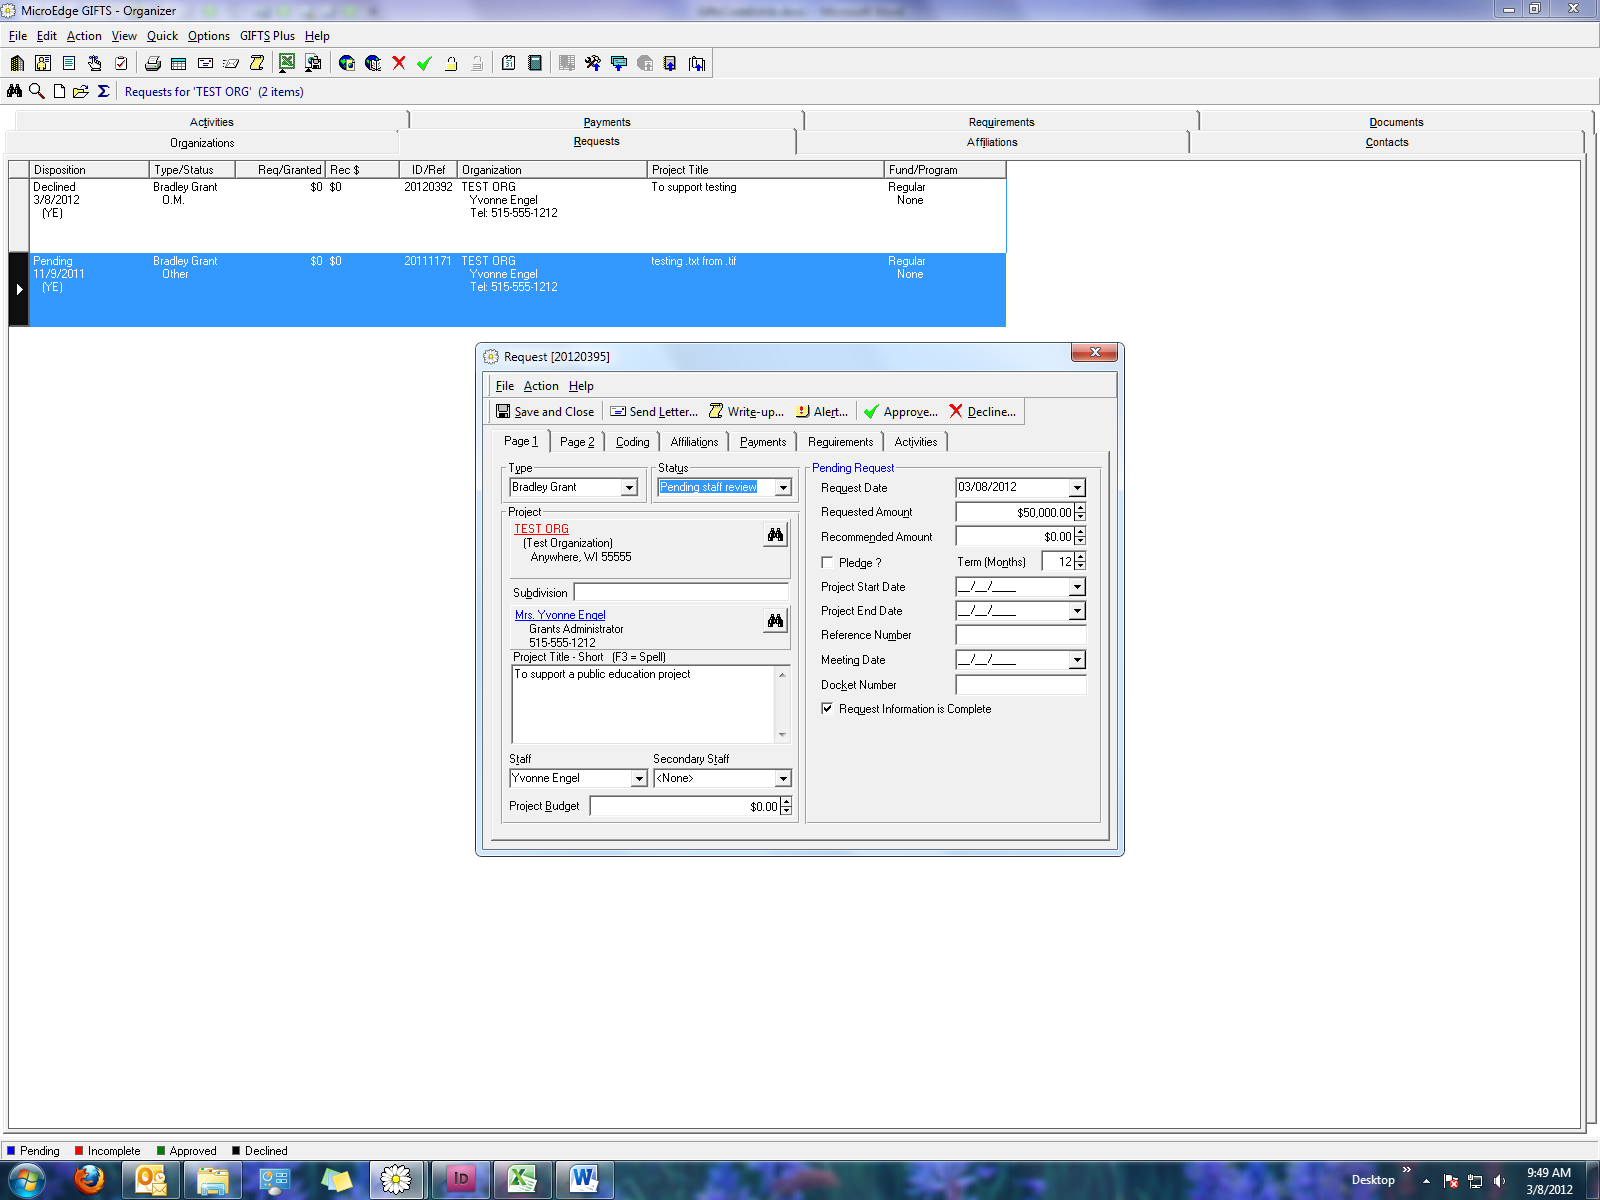 MicroEdge GIFTS - Organizer
File Edit Action View Quick Options GIFTS Plus Help
Requests for 'TEST ORG' (2 items)
Activities Payments Requirements Documents
Organizations Requests Affiliations Contacts
Disposition Type/Status Req/Granted Rec $ ID/Ref Organization Project Title Fund/Program
Declined Bradley Grant $0 $0 20120392 TEST ORG To support testing Regular
3/8/2012 O.M. Yvonne Engel None
(YE) Tel: 515-555-1212
Pending Bradley Grant $0 $0 20111171 TEST ORG testing .txt from .tif Regular
11/9/2011 Other Yvonne Engel None
(YE) Tel: 515-555-1212
Request [20120395]
File Action Help
Save and Close Send Letter... Write-up... Alert... Approve... Decline...
Page 1 Page 2 Coding Affiliations Payments Requirements Activities
Type Status
Bradley Grant Pending staff review
Project
TEST ORG
(Test Organization)
Anywhere, WI 55555
Subdivision
Mrs. Yvonne Engel
Grants Administrator
515-555-1212
Project Title - Short (F3 = Spell)
To support a public education project
Staff Secondary Staff
Yvonne Engel <None>
Project Budget $0.00
Pending Request
Request Date 03/08/2012
Requested Amount $50,000.00
Recommended Amount $0.00
Pledge ? Term (Months) 12
Project Start Date __/__/____
Project End Date __/__/____
Reference Number
Meeting Date __/__/____
Docket Number
Request Information is Complete
Pending Incomplete Approved Declined
Desktop 9:49 AM
3/8/2012